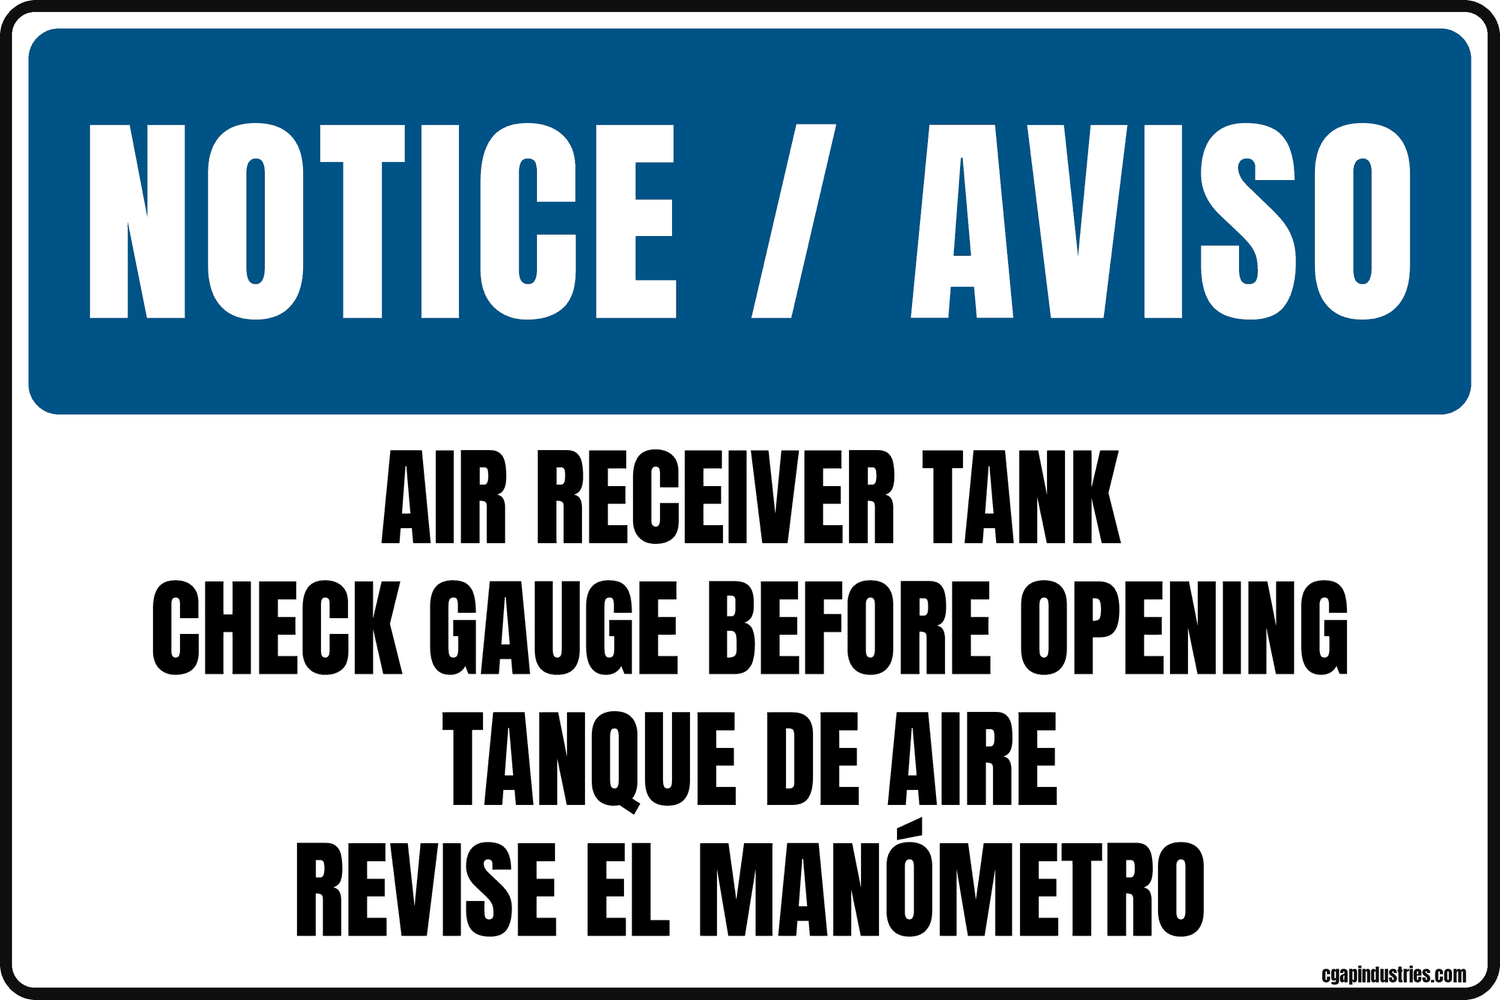 NOTICE / AVISO
AIR RECEIVER TANK
CHECK GAUGE BEFORE OPENING
TANQUE DE AIRE
REVISE EL MANÓMETRO
cgapindustries.com